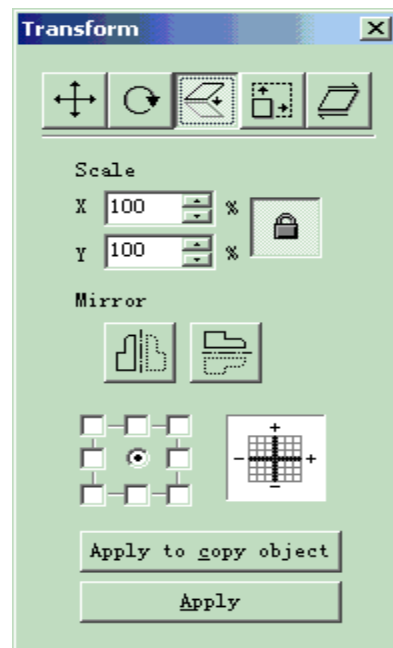 Transform
Scale
X 100 %
Y 100 %
Mirror
+
- +
-
Apply to copy object
Apply